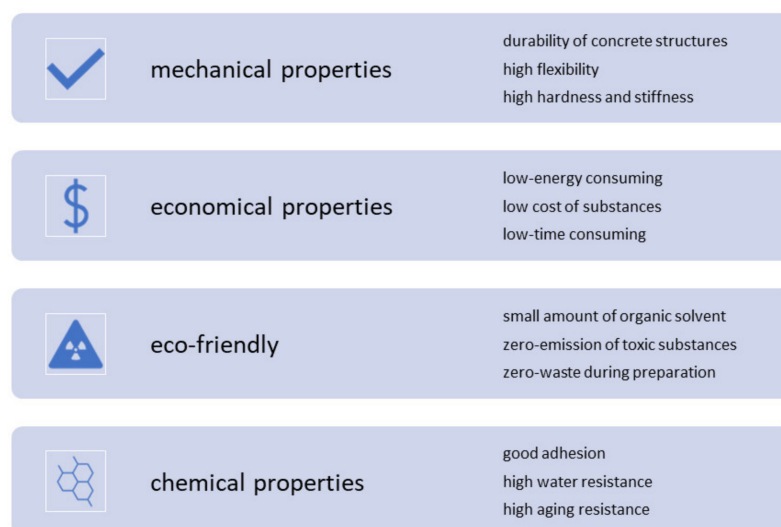 mechanical properties
durability of concrete structures
high flexibility
high hardness and stiffness
$
economical properties
low-energy consuming
low cost of substances
low-time consuming
eco-friendly
small amount of organic solvent
zero-emission of toxic substances
zero-waste during preparation
chemical properties
good adhesion
high water resistance
high aging resistance